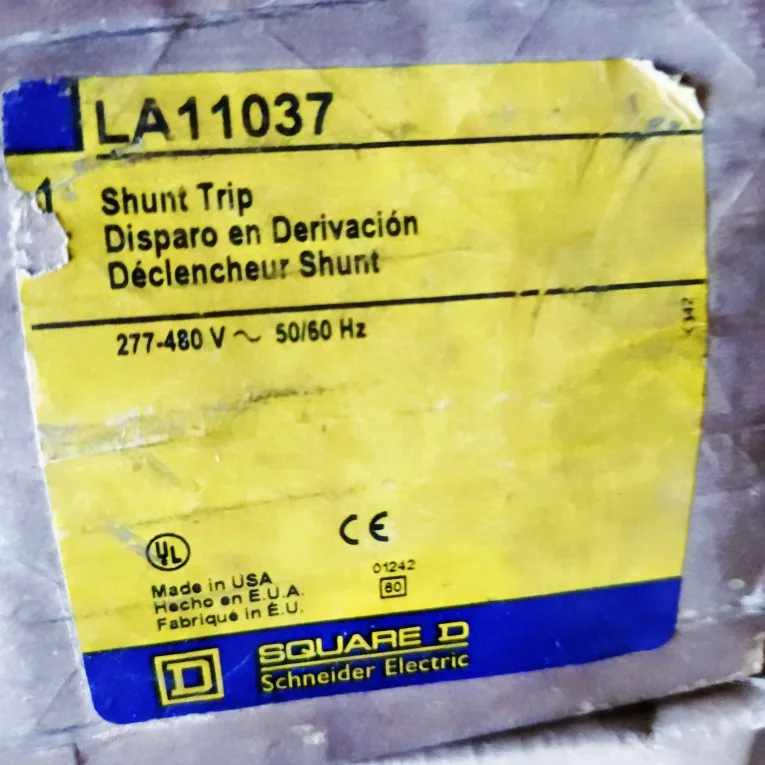 LA11037
1
Shunt Trip
Disparo en Derivación
Déclencheur Shunt
277-480 V ~ 50/60 Hz
UL
CE
Made in USA
Hecho en E.U.A.
Fabriqué in É.U.
01242
60
D
SQUARE D
Schneider Electric